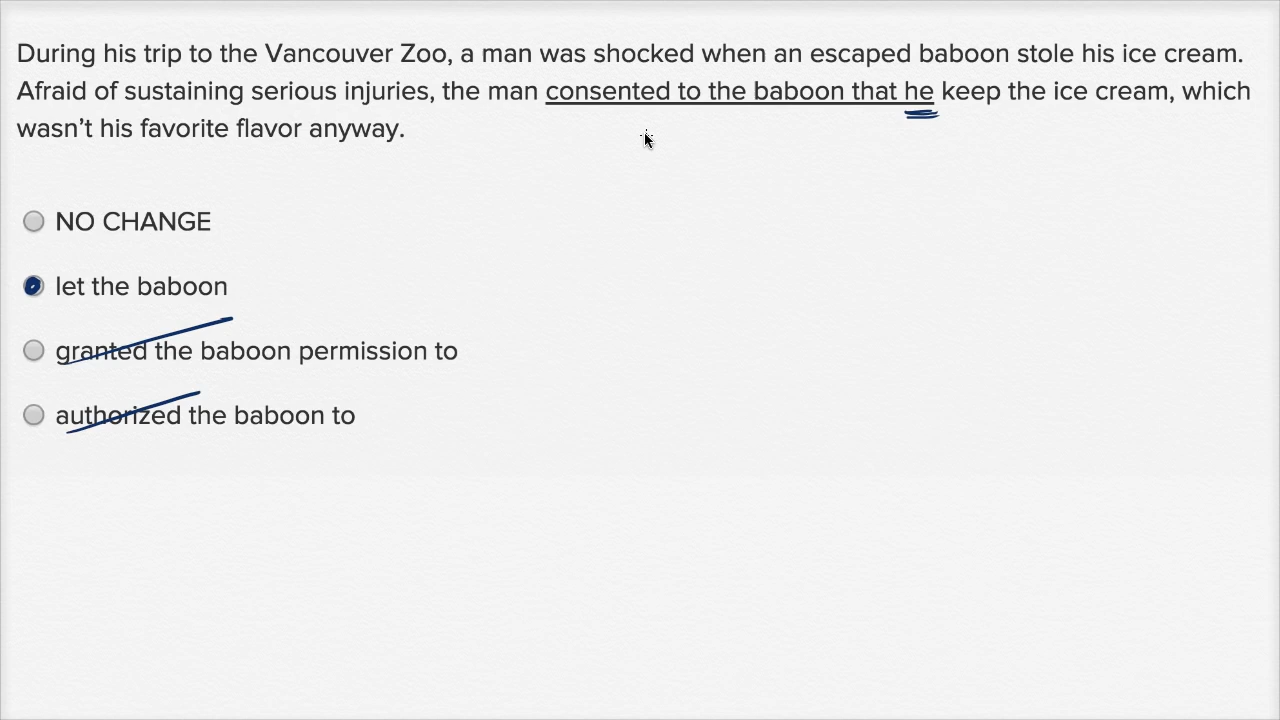 During his trip to the Vancouver Zoo, a man was shocked when an escaped baboon stole his ice cream.
Afraid of sustaining serious injuries, the man consented to the baboon that he keep the ice cream, which
wasn’t his favorite flavor anyway.
NO CHANGE
let the baboon
granted the baboon permission to
authorized the baboon to